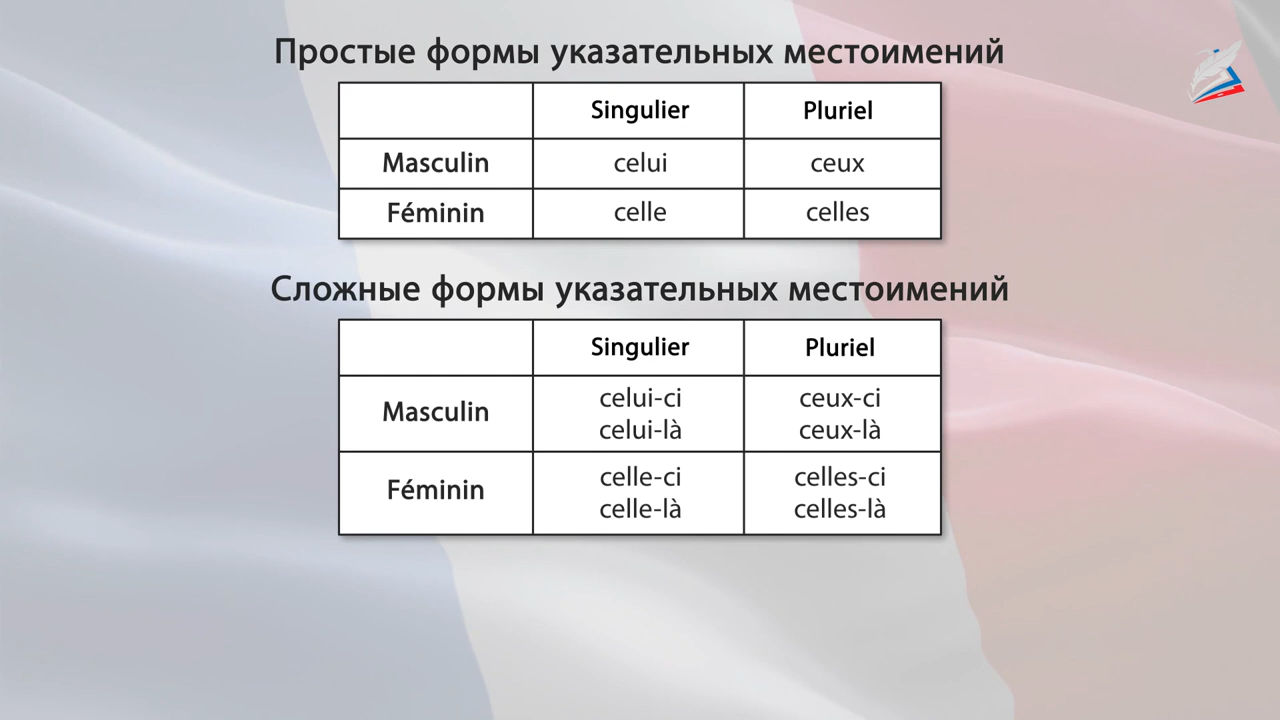 Простые формы указательных местоимений
Singulier Pluriel
Masculin celui ceux
Féminin celle celles
Сложные формы указательных местоимений
Singulier Pluriel
Masculin celui-ci ceux-ci
celui-là ceux-là
Féminin celle-ci celles-ci
celle-là celles-là